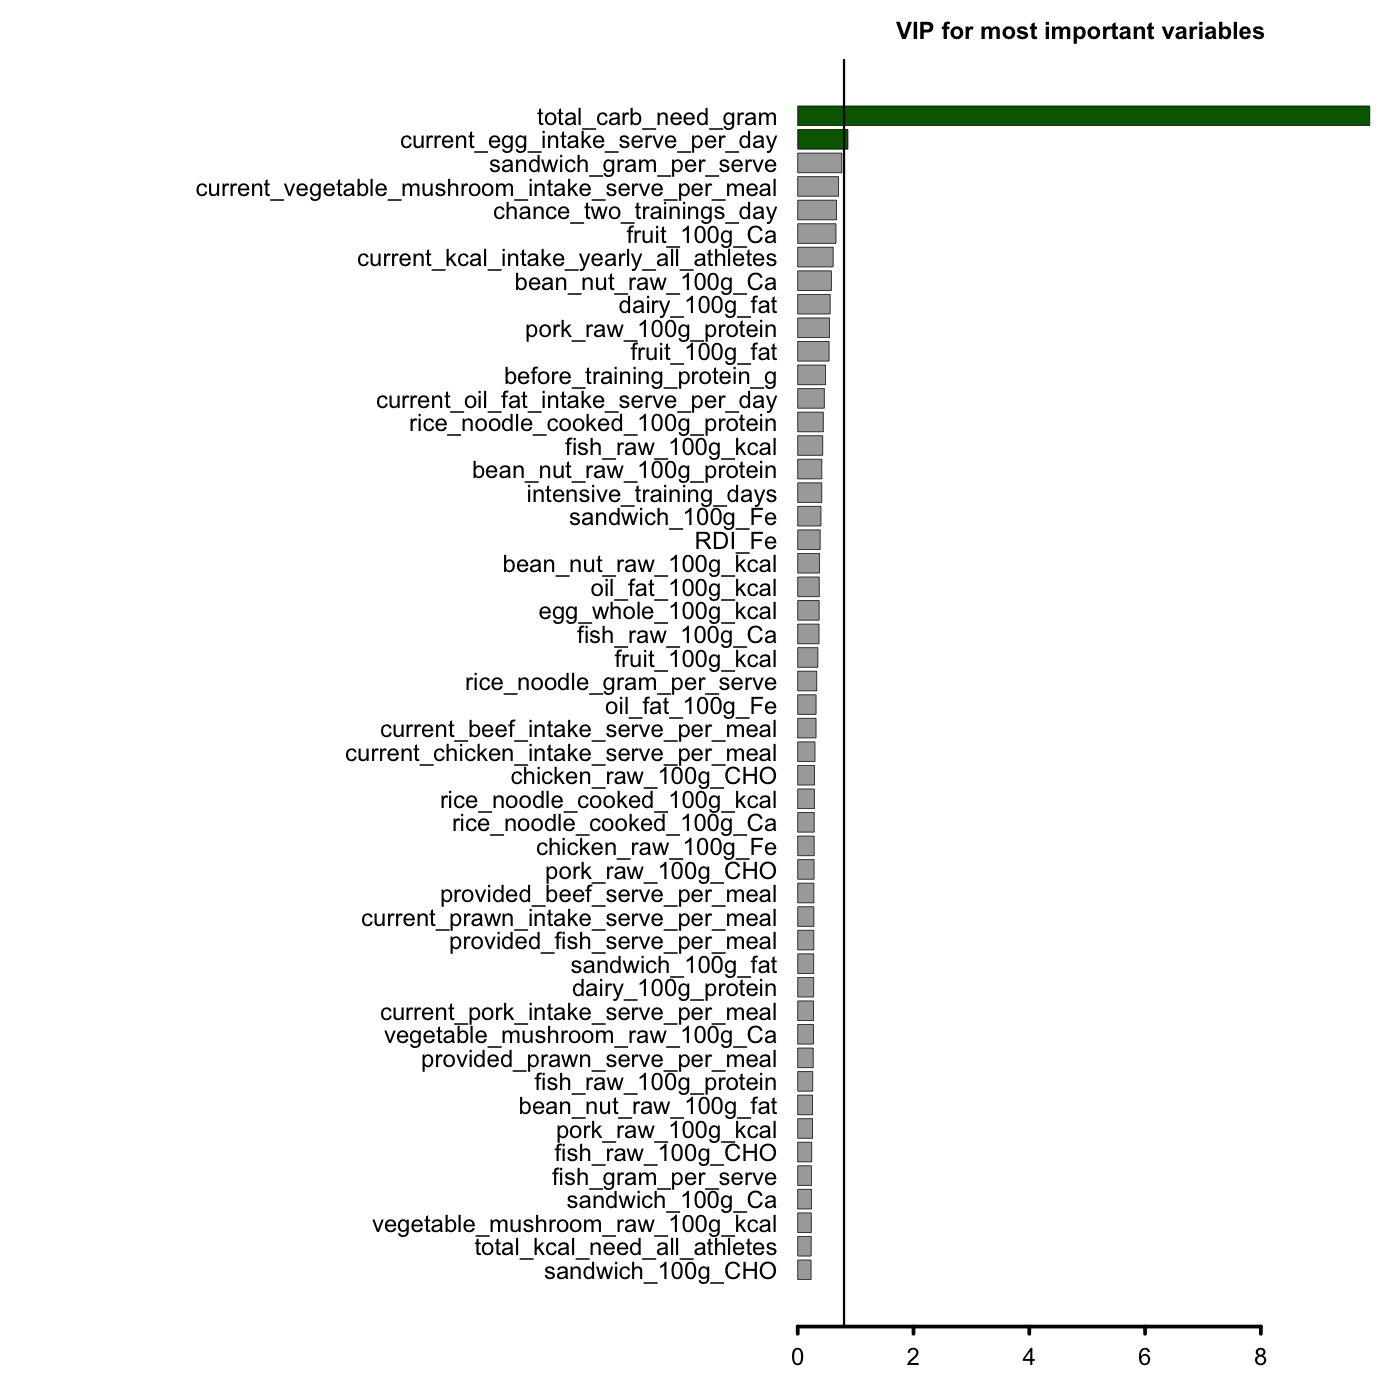 VIP for most important variables
total_carb_need_gram
current_egg_intake_serve_per_day
sandwich_gram_per_serve
current_vegetable_mushroom_intake_serve_per_meal
chance_two_trainings_day
fruit_100g_Ca
current_kcal_intake_yearly_all_athletes
bean_nut_raw_100g_Ca
dairy_100g_fat
pork_raw_100g_protein
fruit_100g_fat
before_training_protein_g
current_oil_fat_intake_serve_per_day
rice_noodle_cooked_100g_protein
fish_raw_100g_kcal
bean_nut_raw_100g_protein
intensive_training_days
sandwich_100g_Fe
RDI_Fe
bean_nut_raw_100g_kcal
oil_fat_100g_kcal
egg_whole_100g_kcal
fish_raw_100g_Ca
fruit_100g_kcal
rice_noodle_gram_per_serve
oil_fat_100g_Fe
current_beef_intake_serve_per_meal
current_chicken_intake_serve_per_meal
chicken_raw_100g_CHO
rice_noodle_cooked_100g_kcal
rice_noodle_cooked_100g_Ca
chicken_raw_100g_Fe
pork_raw_100g_CHO
provided_beef_serve_per_meal
current_prawn_intake_serve_per_meal
provided_fish_serve_per_meal
sandwich_100g_fat
dairy_100g_protein
current_pork_intake_serve_per_meal
vegetable_mushroom_raw_100g_Ca
provided_prawn_serve_per_meal
fish_raw_100g_protein
bean_nut_raw_100g_fat
pork_raw_100g_kcal
fish_raw_100g_CHO
fish_gram_per_serve
sandwich_100g_Ca
vegetable_mushroom_raw_100g_kcal
total_kcal_need_all_athletes
sandwich_100g_CHO
0 2 4 6 8